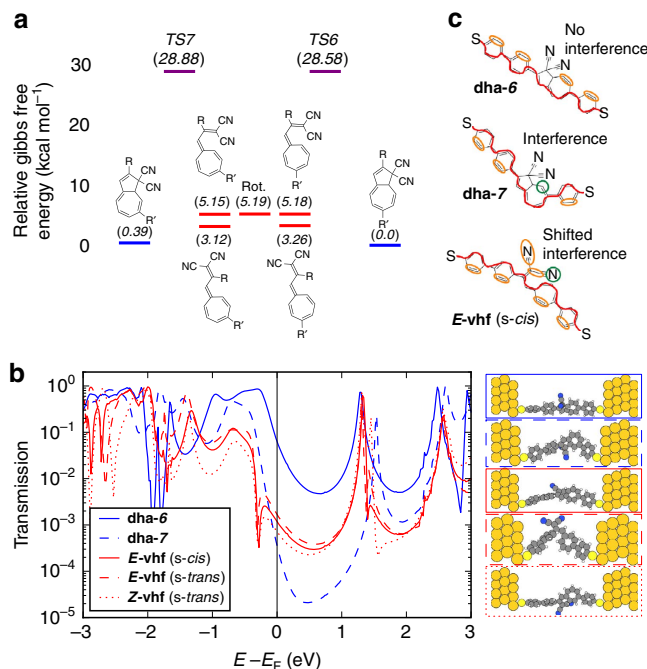 a
TS7
(28.88)
TS6
(28.58)
Relative gibbs free
energy (kcal mol⁻¹)
30
20
10
0
R
CN
CN
R′
(0.39)
R
CN
CN
R′
(5.15)
Rot.
(5.19)
R
CN
CN
R′
(5.18)
R
CN
CN
R′
(0.0)
(3.12)
(3.26)
CN
NC
R
R′
CN
NC
R
R′
c
No
interference
S
N
N
S
dha-6
Interference
N
N
S
dha-7
S
Shifted
interference
S
N
N
E-vhf (s-cis)
S
b
Transmission
10⁰
10⁻¹
10⁻²
10⁻³
10⁻⁴
10⁻⁵
dha-6
dha-7
E-vhf (s-cis)
E-vhf (s-trans)
Z-vhf (s-trans)
−3
−2
−1
0
1
2
3
E−E_F (eV)